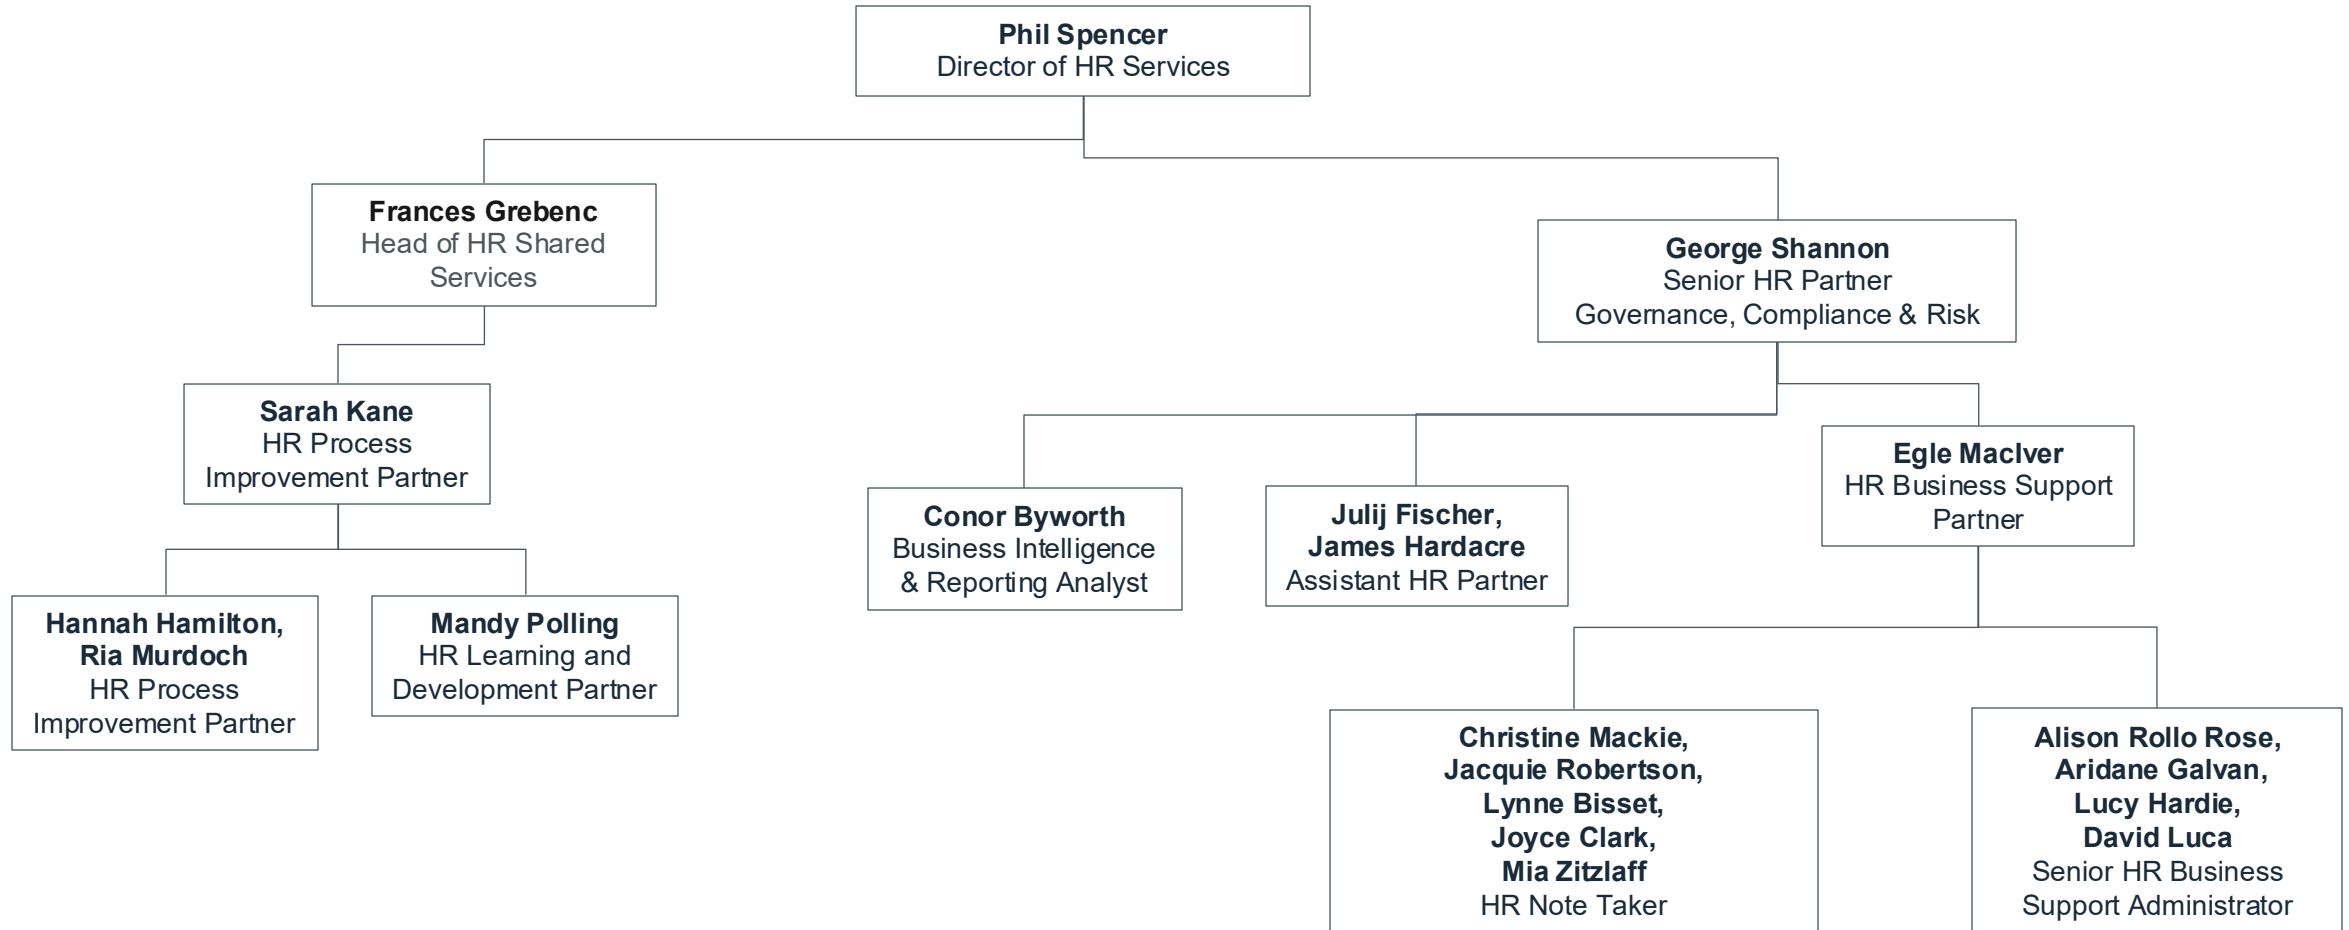 Phil Spencer
Director of HR Services
Frances Grebenc
Head of HR Shared
Services
George Shannon
Senior HR Partner
Governance, Compliance & Risk
Sarah Kane
HR Process
Improvement Partner
Egle MacIver
HR Business Support
Partner
Conor Byworth
Business Intelligence
& Reporting Analyst
Julij Fischer,
James Hardacre
Assistant HR Partner
Hannah Hamilton,
Ria Murdoch
HR Process
Improvement Partner
Mandy Polling
HR Learning and
Development Partner
Christine Mackie,
Jacquie Robertson,
Lynne Bisset,
Joyce Clark,
Mia Zitzlaff
HR Note Taker
Alison Rollo Rose,
Aridane Galvan,
Lucy Hardie,
David Luca
Senior HR Business
Support Administrator